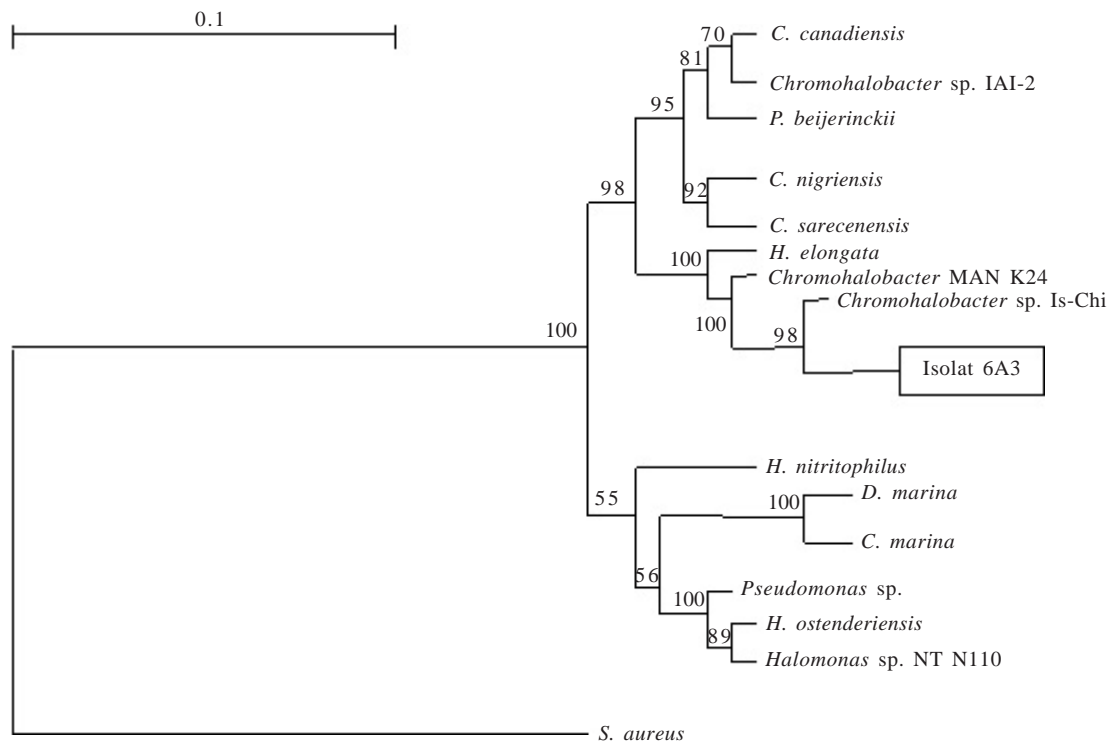 0.1
70
C. canadiensis
81
Chromohalobacter sp. IAI-2
95
P. beijerinckii
98
92
C. nigriensis
C. sarecenensis
100
H. elongata
Chromohalobacter MAN K24
Chromohalobacter sp. Is-Chi
100
100
98
Isolat 6A3
H. nitritophilus
55
100
D. marina
C. marina
56
Pseudomonas sp.
100
H. ostenderiensis
89
Halomonas sp. NT N110
S. aureus